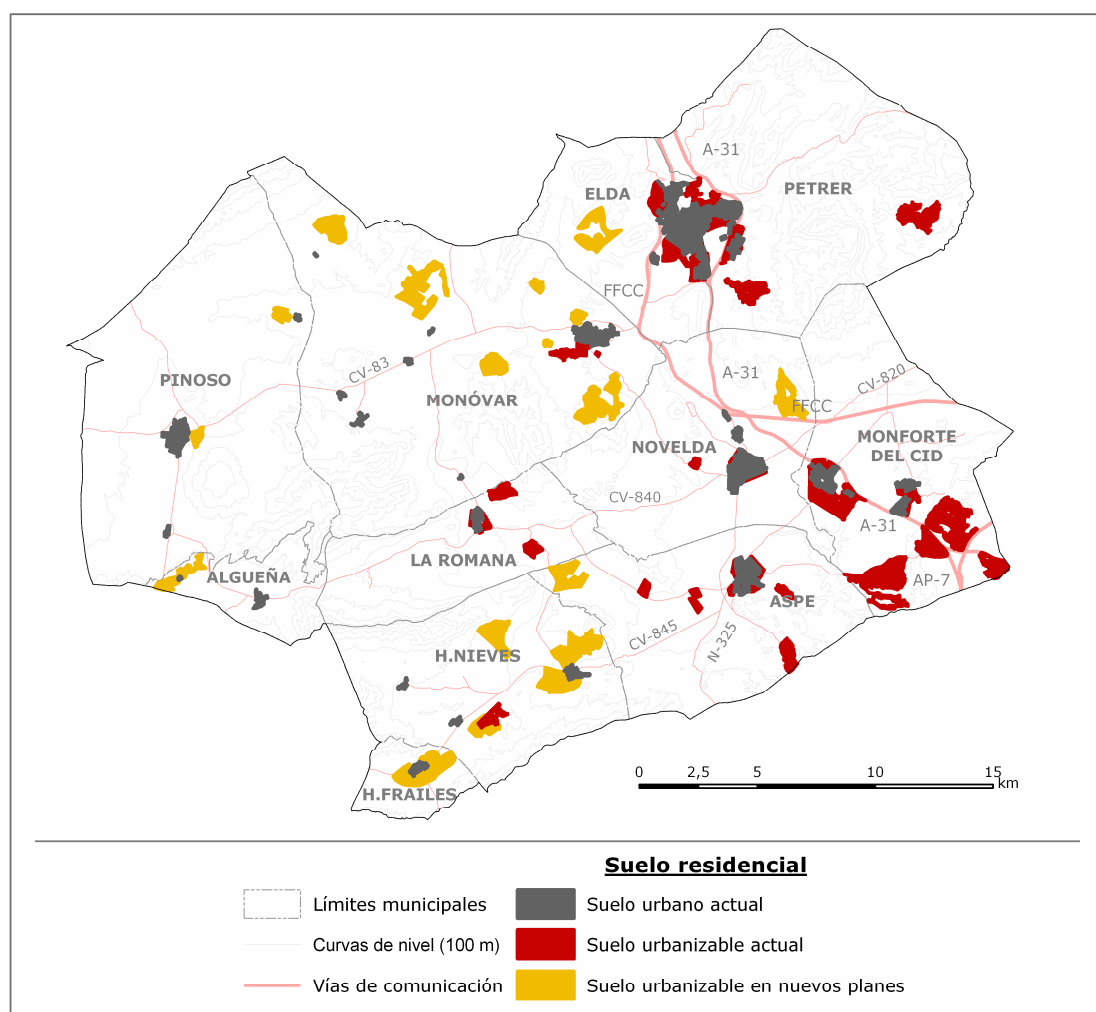 A-31
PETRER
ELDA
FFCC
A-31
CV-820
CV-83
PINOSO
MONÓVAR
FFCC
NOVELDA
MONFORTE
DEL CID
CV-840
A-31
LA ROMANA
ALGUEÑA
AP-7
ASPE
CV-845
N-325
H.NIEVES
H.FRAILES
0 2,5 5 10 15
km
Suelo residencial
Límites municipales
Suelo urbano actual
Curvas de nivel (100 m)
Suelo urbanizable actual
Vías de comunicación
Suelo urbanizable en nuevos planes